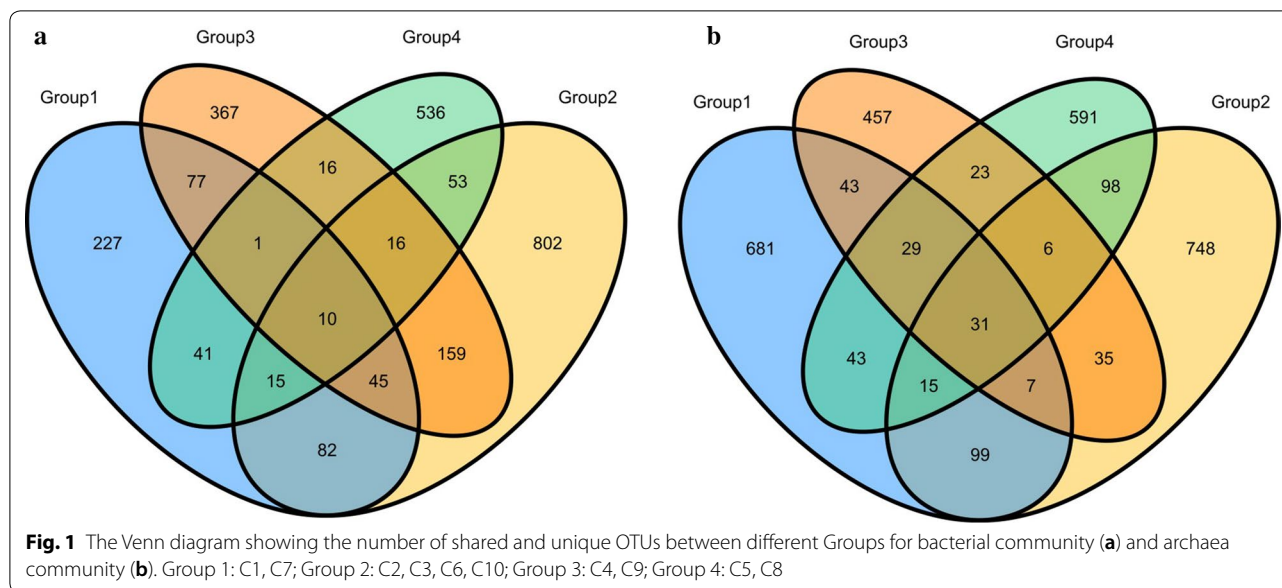 a
Group3
Group4
Group1
Group2
367
536
77
16
53
227
1
16
802
10
41
159
15
45
82
b
Group3
Group4
Group1
Group2
457
591
43
23
98
681
29
6
748
31
43
35
15
7
99
Fig. 1 The Venn diagram showing the number of shared and unique OTUs between different Groups for bacterial community (a) and archaea
community (b). Group 1: C1, C7; Group 2: C2, C3, C6, C10; Group 3: C4, C9; Group 4: C5, C8